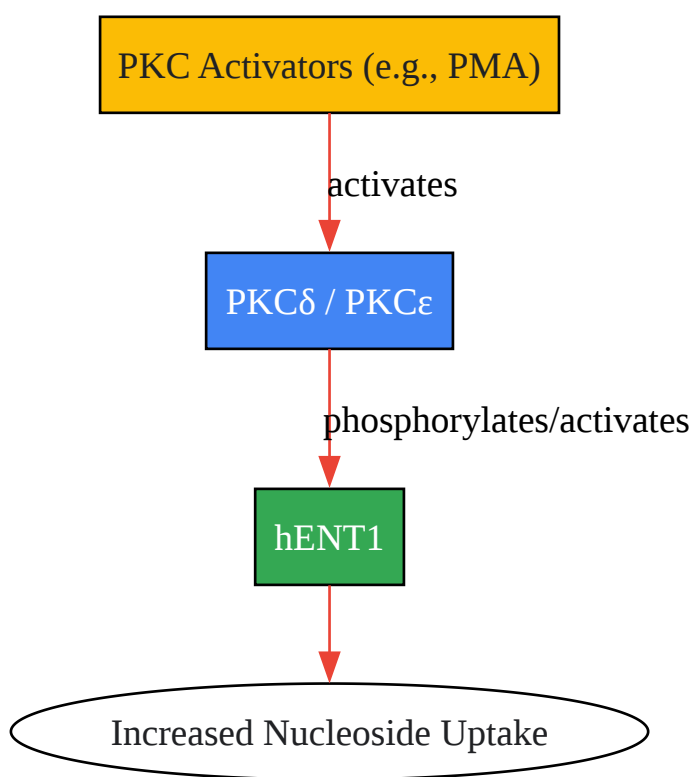 PKC Activators (e.g., PMA)
activates
PKCδ / PKCε
phosphorylates/activates
hENT1
Increased Nucleoside Uptake